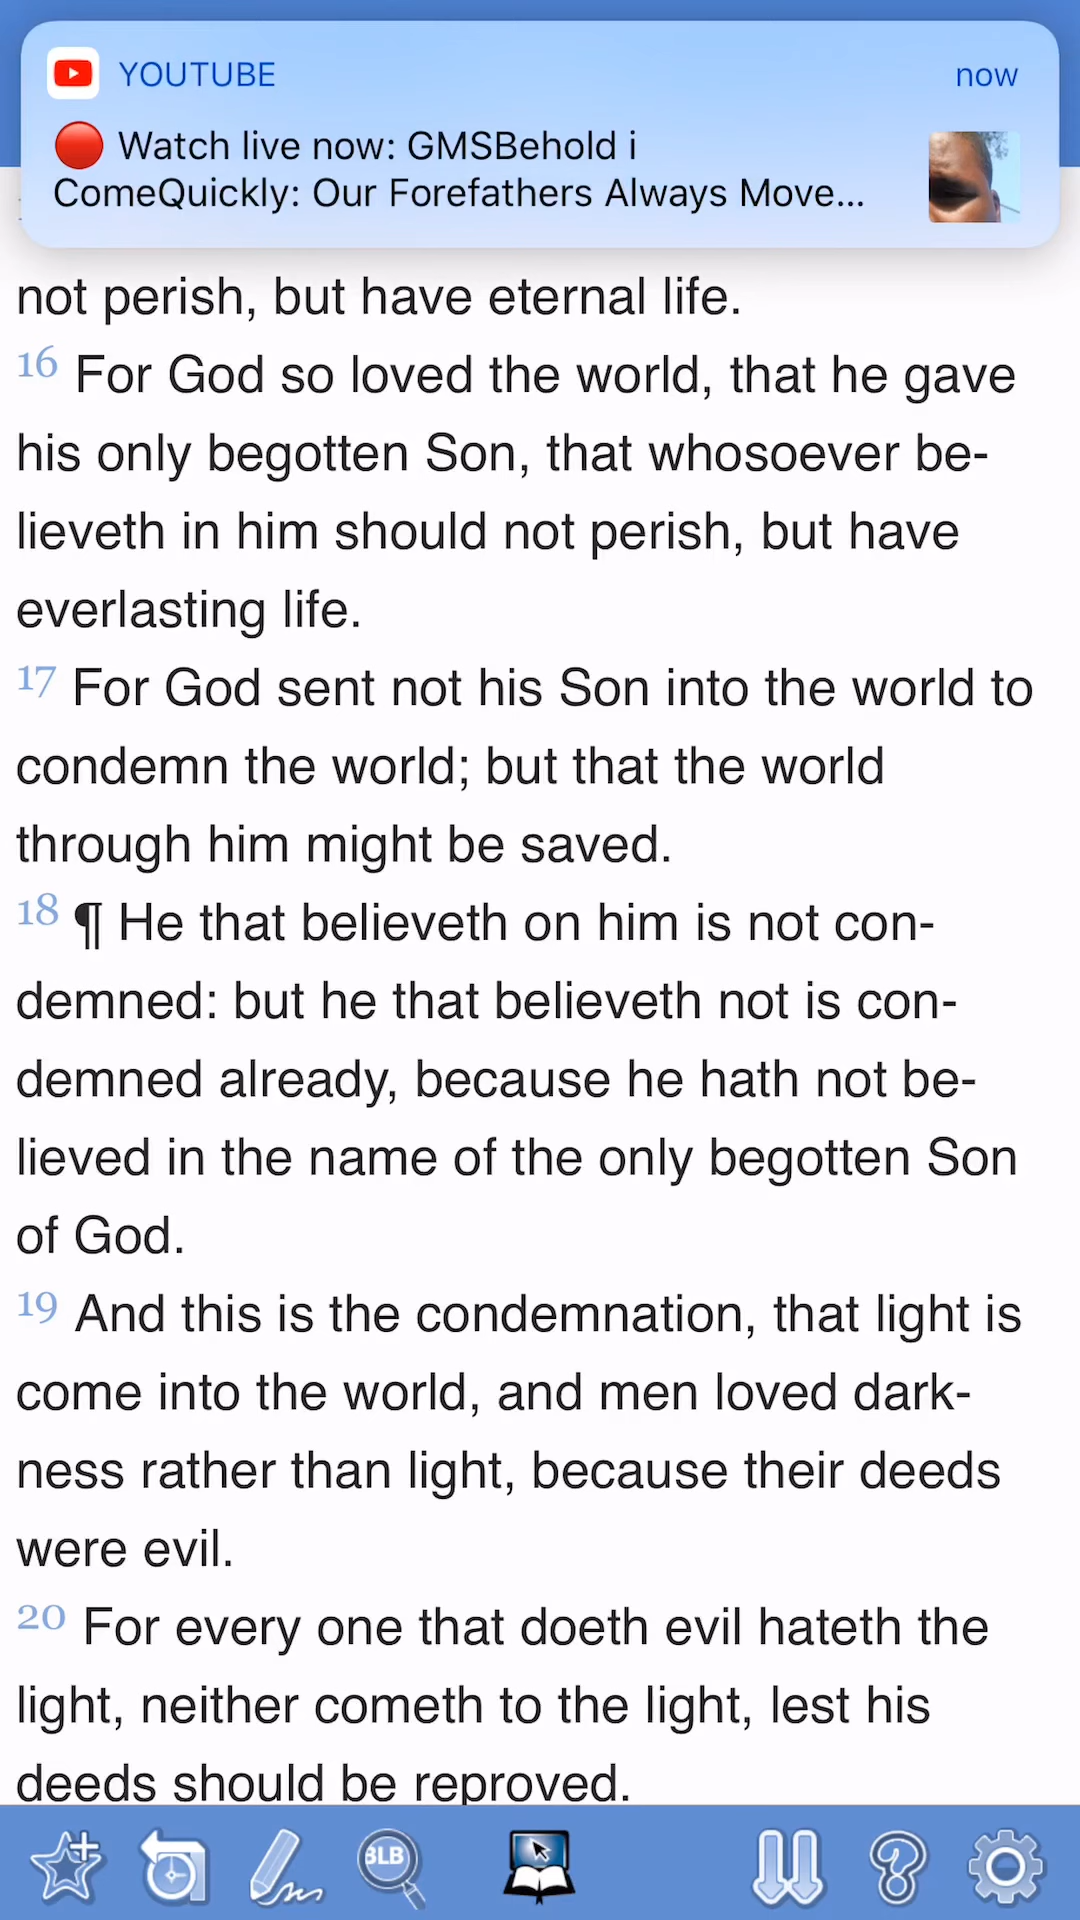 YOUTUBE now
🔴 Watch live now: GMSBehold i
ComeQuickly: Our Forefathers Always Move...
not perish, but have eternal life.
16 For God so loved the world, that he gave
his only begotten Son, that whosoever be-
lieveth in him should not perish, but have
everlasting life.
17 For God sent not his Son into the world to
condemn the world; but that the world
through him might be saved.
18 ¶ He that believeth on him is not con-
demned: but he that believeth not is con-
demned already, because he hath not be-
lieved in the name of the only begotten Son
of God.
19 And this is the condemnation, that light is
come into the world, and men loved dark-
ness rather than light, because their deeds
were evil.
20 For every one that doeth evil hateth the
light, neither cometh to the light, lest his
deeds should be reproved.
BLB